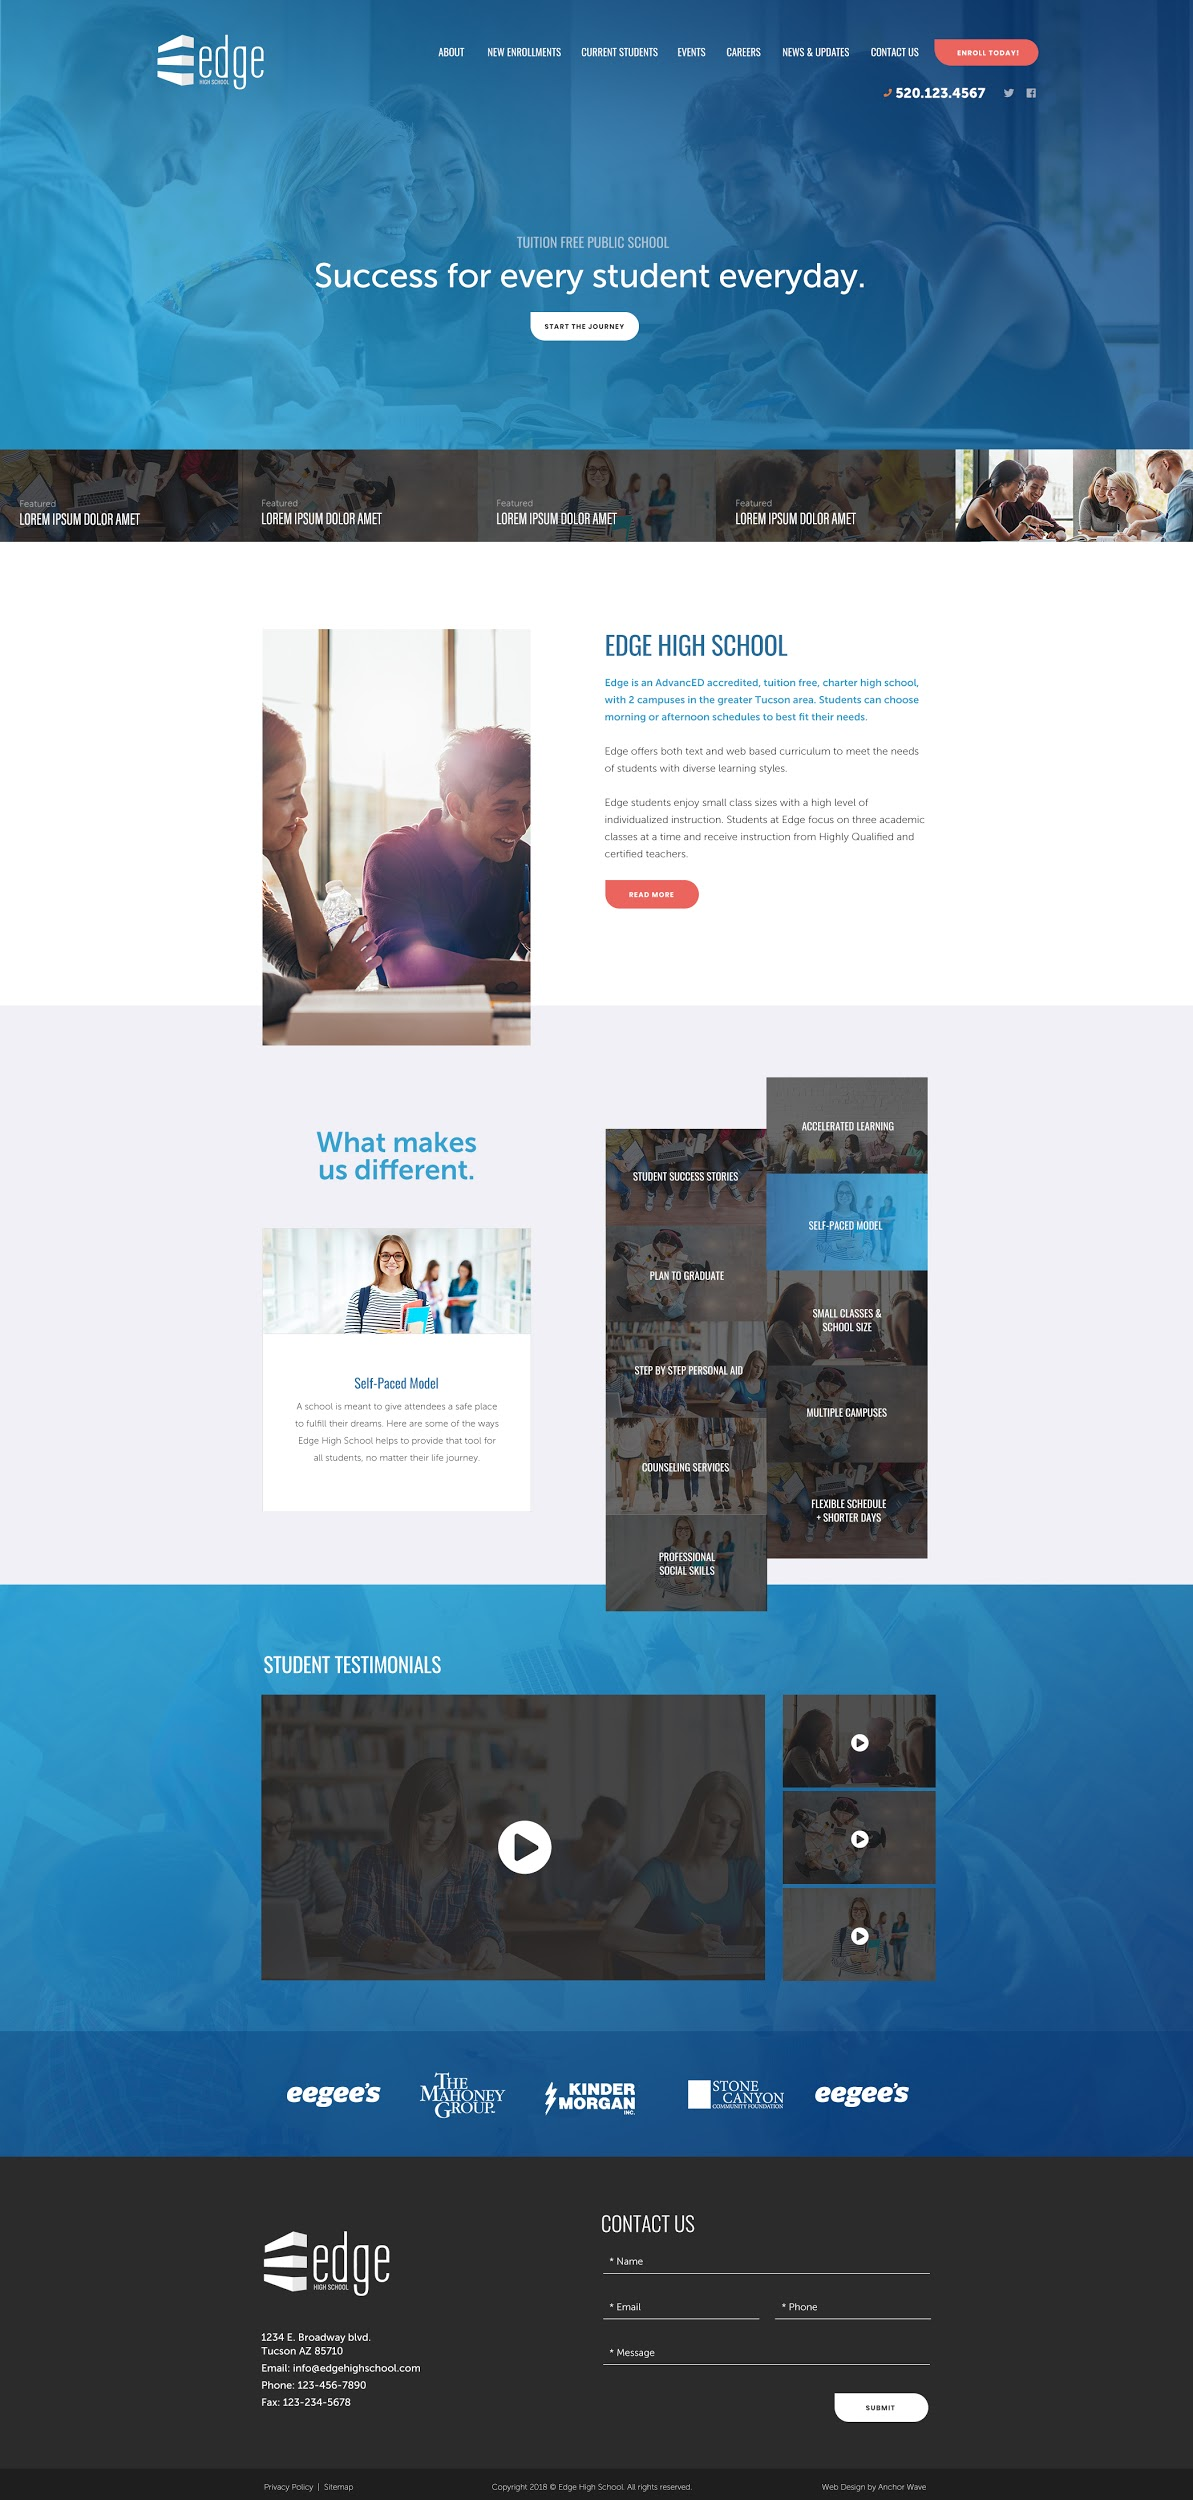 edge
HIGH SCHOOL
ABOUT NEW ENROLLMENTS CURRENT STUDENTS EVENTS CAREERS NEWS & UPDATES CONTACT US ENROLL TODAY!
520.123.4567
TUITION FREE PUBLIC SCHOOL
Success for every student everyday.
START THE JOURNEY
Featured
LOREM IPSUM DOLOR AMET
Featured
LOREM IPSUM DOLOR AMET
Featured
LOREM IPSUM DOLOR AMET
Featured
LOREM IPSUM DOLOR AMET
EDGE HIGH SCHOOL
Edge is an AdvancED accredited, tuition free, charter high school,
with 2 campuses in the greater Tucson area. Students can choose
morning or afternoon schedules to best fit their needs.
Edge offers both text and web based curriculum to meet the needs
of students with diverse learning styles.
Edge students enjoy small class sizes with a high level of
individualized instruction. Students at Edge focus on three academic
classes at a time and receive instruction from Highly Qualified and
certified teachers.
READ MORE
What makes
us different.
Self-Paced Model
A school is meant to give attendees a safe place
to fulfill their dreams. Here are some of the ways
Edge High School helps to provide that tool for
all students, no matter their life journey.
STUDENT SUCCESS STORIES
PLAN TO GRADUATE
STEP BY STEP PERSONAL AID
COUNSELING SERVICES
PROFESSIONAL
SOCIAL SKILLS
ACCELERATED LEARNING
SELF-PACED MODEL
SMALL CLASSES &
SCHOOL SIZE
MULTIPLE CAMPUSES
FLEXIBLE SCHEDULE
+ SHORTER DAYS
STUDENT TESTIMONIALS
eegee's
THE
MAHONEY
GROUP
KINDER
MORGAN
INC.
STONE
CANYON
COMMUNITY FOUNDATION
eegee's
edge
HIGH SCHOOL
1234 E. Broadway blvd.
Tucson AZ 85710
Email: info@edgehighschool.com
Phone: 123-456-7890
Fax: 123-234-5678
CONTACT US
* Name
* Email * Phone
* Message
SUBMIT
Privacy Policy | Sitemap
Copyright 2018 © Edge High School. All rights reserved.
Web Design by Anchor Wave